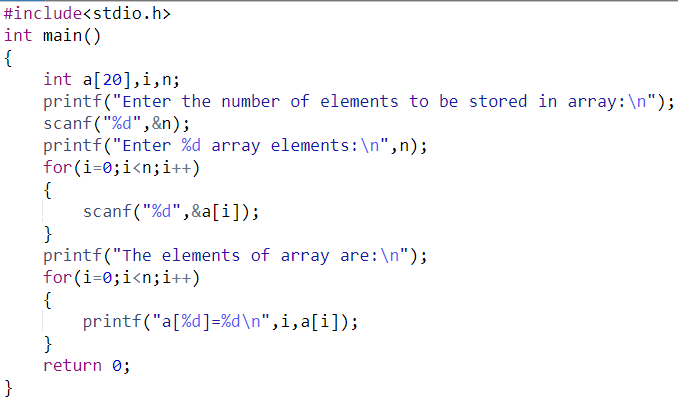 #include<stdio.h>
int main()
{
    int a[20],i,n;
    printf("Enter the number of elements to be stored in array:\n");
    scanf("%d",&n);
    printf("Enter %d array elements:\n",n);
    for(i=0;i<n;i++)
    {
        scanf("%d",&a[i]);
    }
    printf("The elements of array are:\n");
    for(i=0;i<n;i++)
    {
        printf("a[%d]=%d\n",i,a[i]);
    }
    return 0;
}